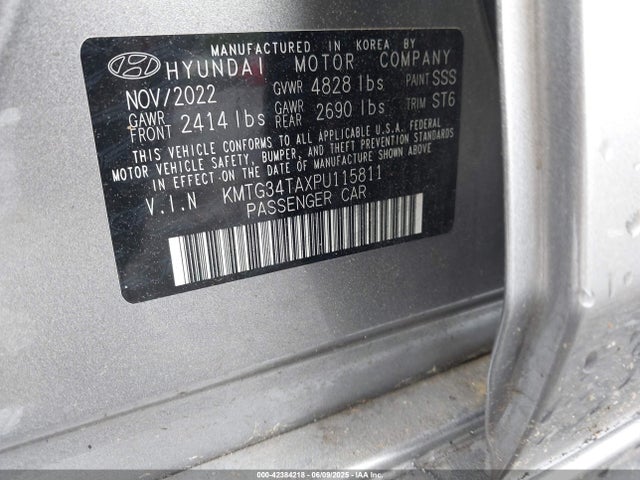 MANUFACTURED IN KOREA BY
HYUNDAI MOTOR COMPANY
NOV/2022 GVWR 4828 lbs PAINT SSS
GAWR FRONT 2414 lbs GAWR REAR 2690 lbs TRIM ST6
THIS VEHICLE CONFORMS TO ALL APPLICABLE U.S.A. FEDERAL
MOTOR VEHICLE SAFETY, BUMPER, AND THEFT PREVENTION STANDARDS
IN EFFECT ON THE DATE OF MANUFACTURE SHOWN ABOVE.
V.I.N KMTG34TAXPU115811
PASSENGER CAR
000-42384218 - 06/09/2025 - IAAI.COM